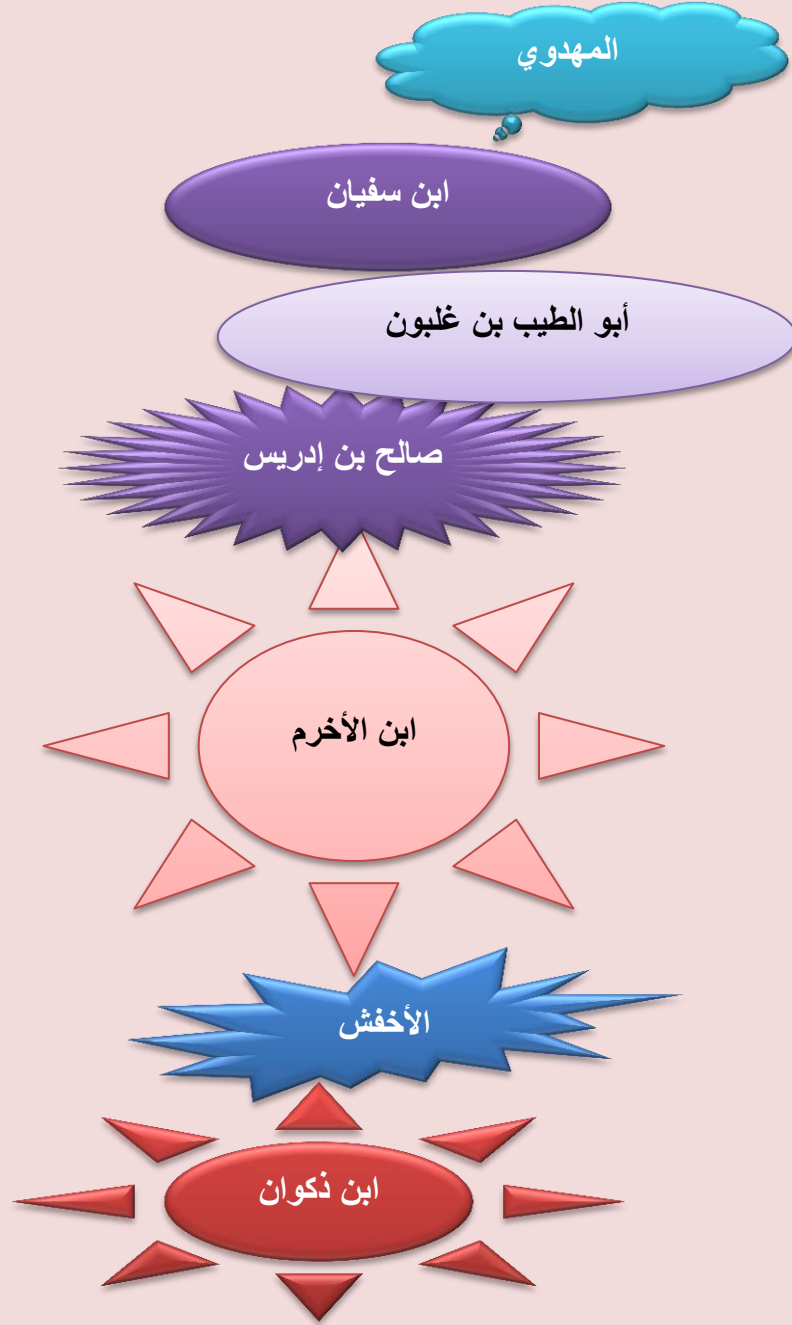 المهدوي
ابن سفيان
أبو الطيب بن غلبون
صالح بن إدريس
ابن الأخرم
الأخفش
ابن ذكوان